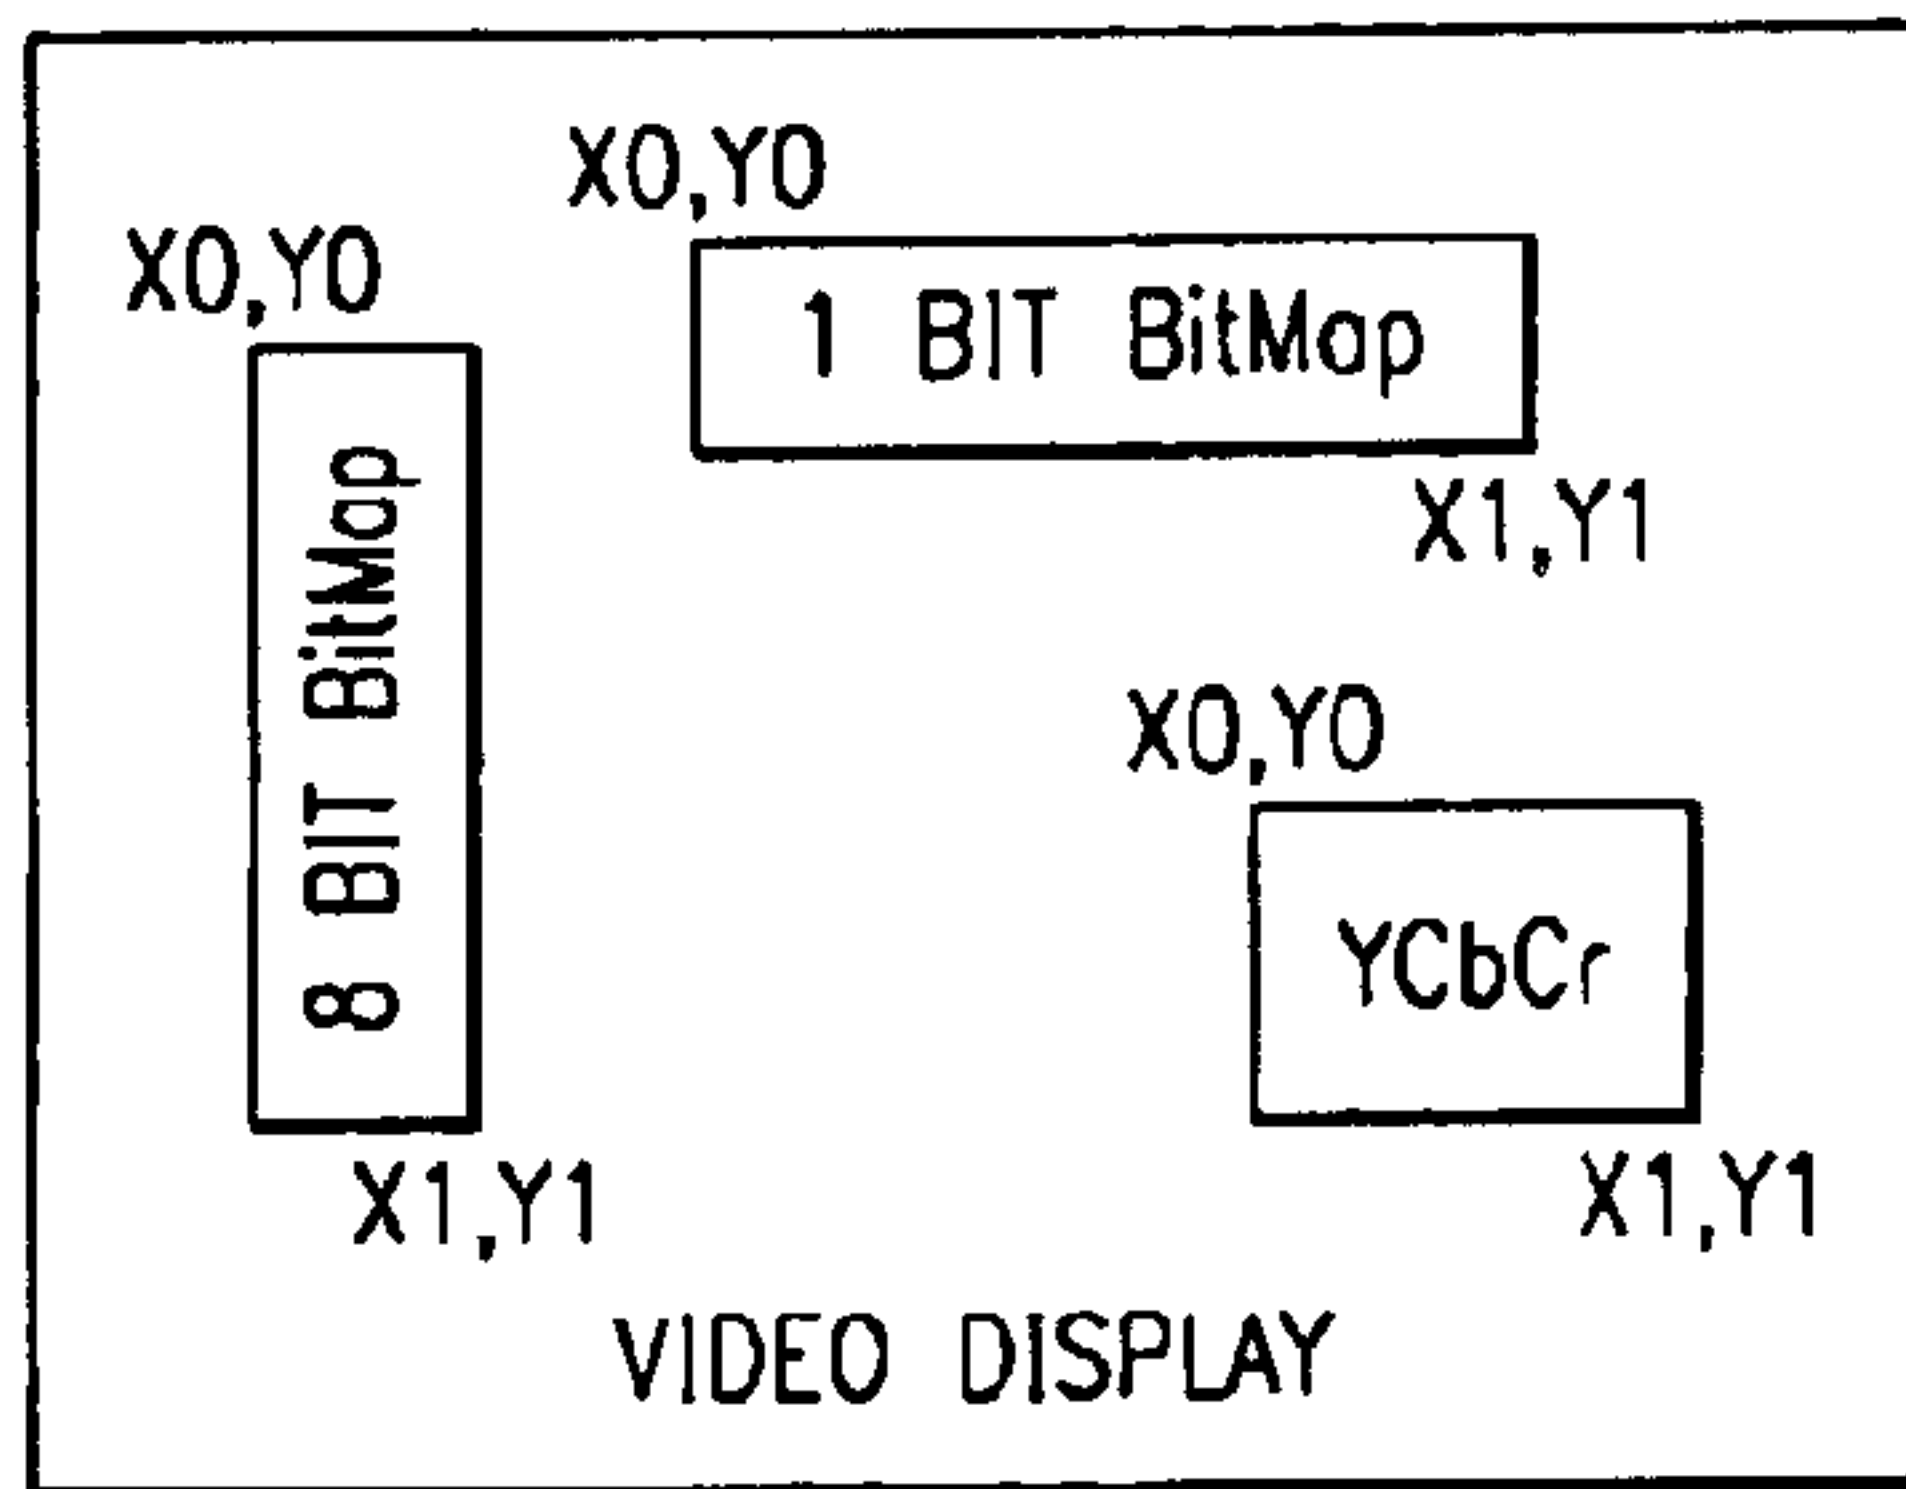 X0,Y0
1 BIT BitMap
X1,Y1
X0,Y0
8 BIT BitMap
X1,Y1
X0,Y0
YCbCr
X1,Y1
VIDEO DISPLAY